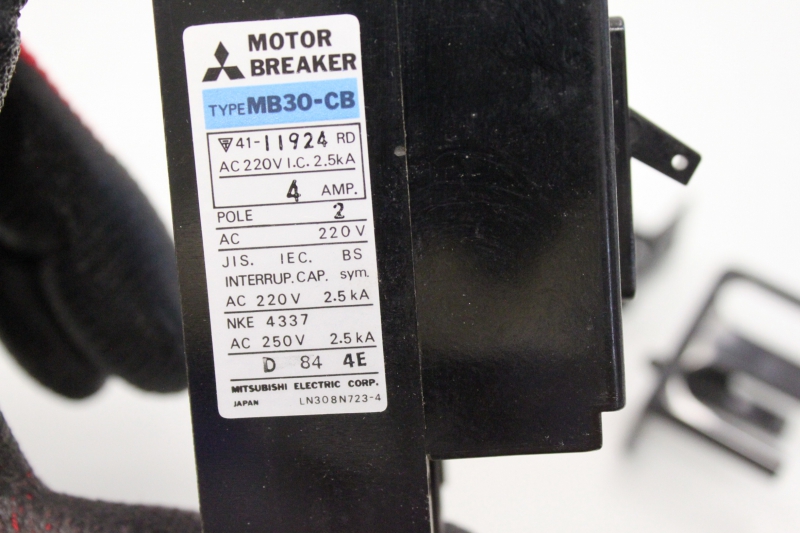 MOTOR
BREAKER
TYPE MB30-CB
41-11924 RD
AC 220V I.C. 2.5kA
4 AMP.
POLE 2
AC 220V
JIS. IEC. BS
INTERRUP. CAP. sym.
AC 220V 2.5kA
NKE 4337
AC 250V 2.5kA
D 84 4E
MITSUBISHI ELECTRIC CORP.
JAPAN LN308N723-4